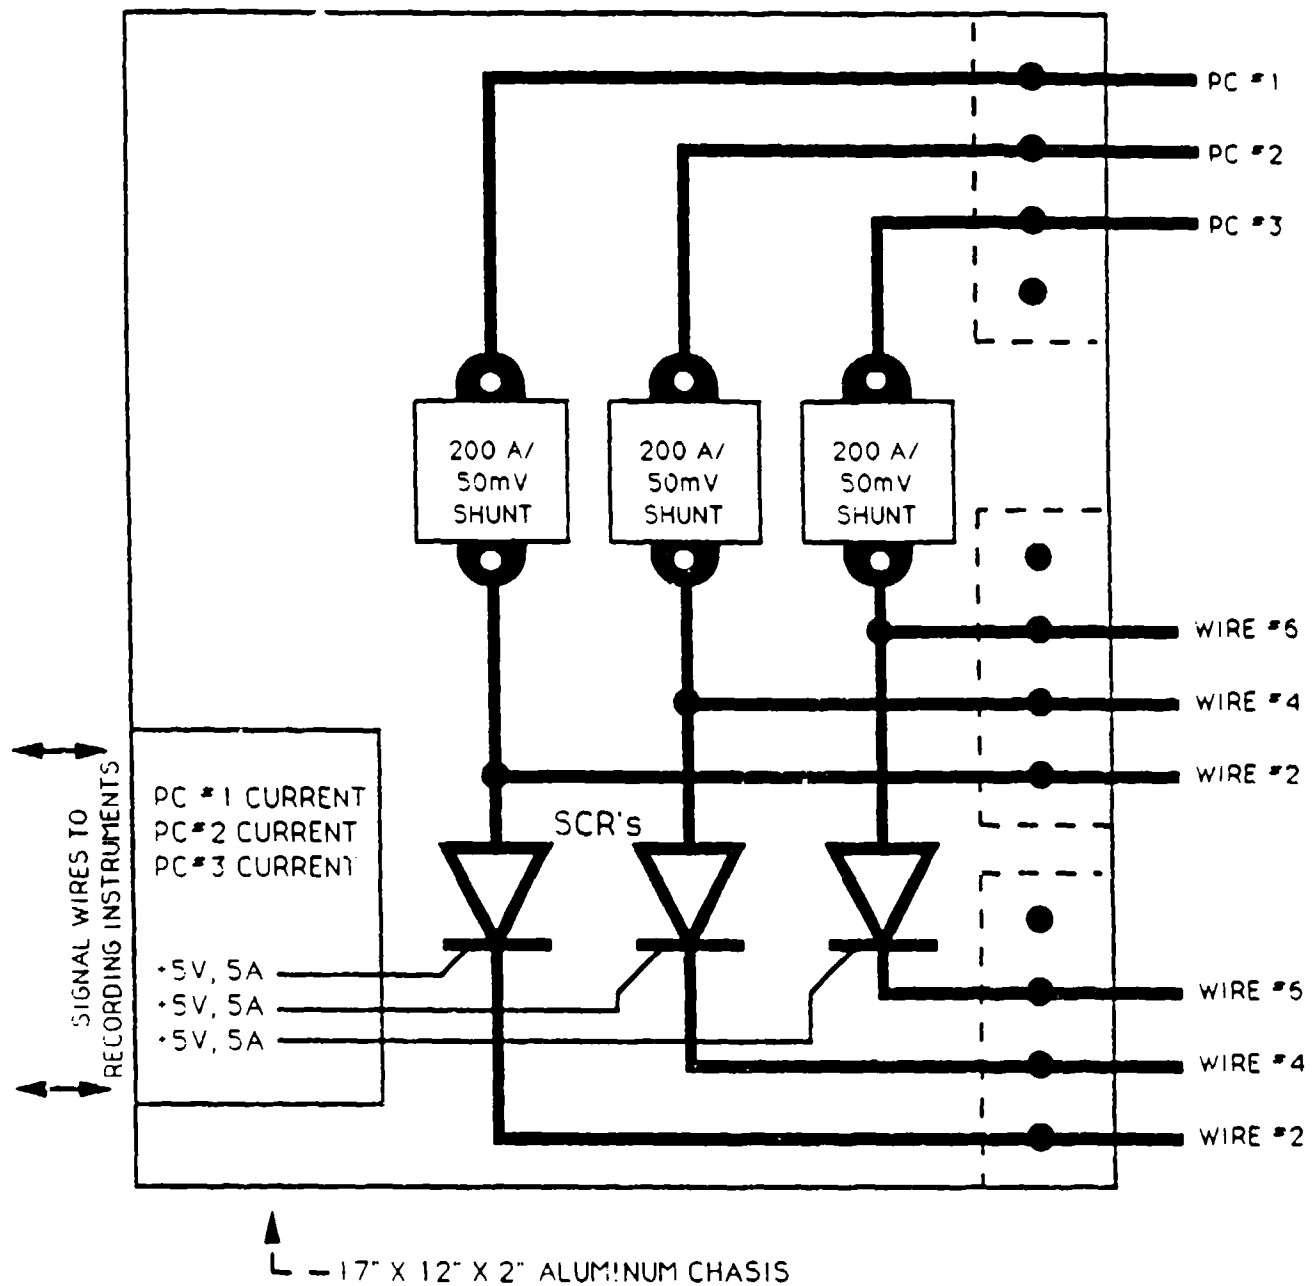 PC #1
PC #2
PC #3
200 A/
50mV
SHUNT
200 A/
50mV
SHUNT
200 A/
50mV
SHUNT
WIRE #6
WIRE #4
WIRE #2
SCR's
PC #1 CURRENT
PC #2 CURRENT
PC #3 CURRENT
+5V, 5A
+5V, 5A
+5V, 5A
SIGNAL WIRES TO
RECORDING INSTRUMENTS
WIRE #6
WIRE #4
WIRE #2
17" X 12" X 2" ALUMINUM CHASIS